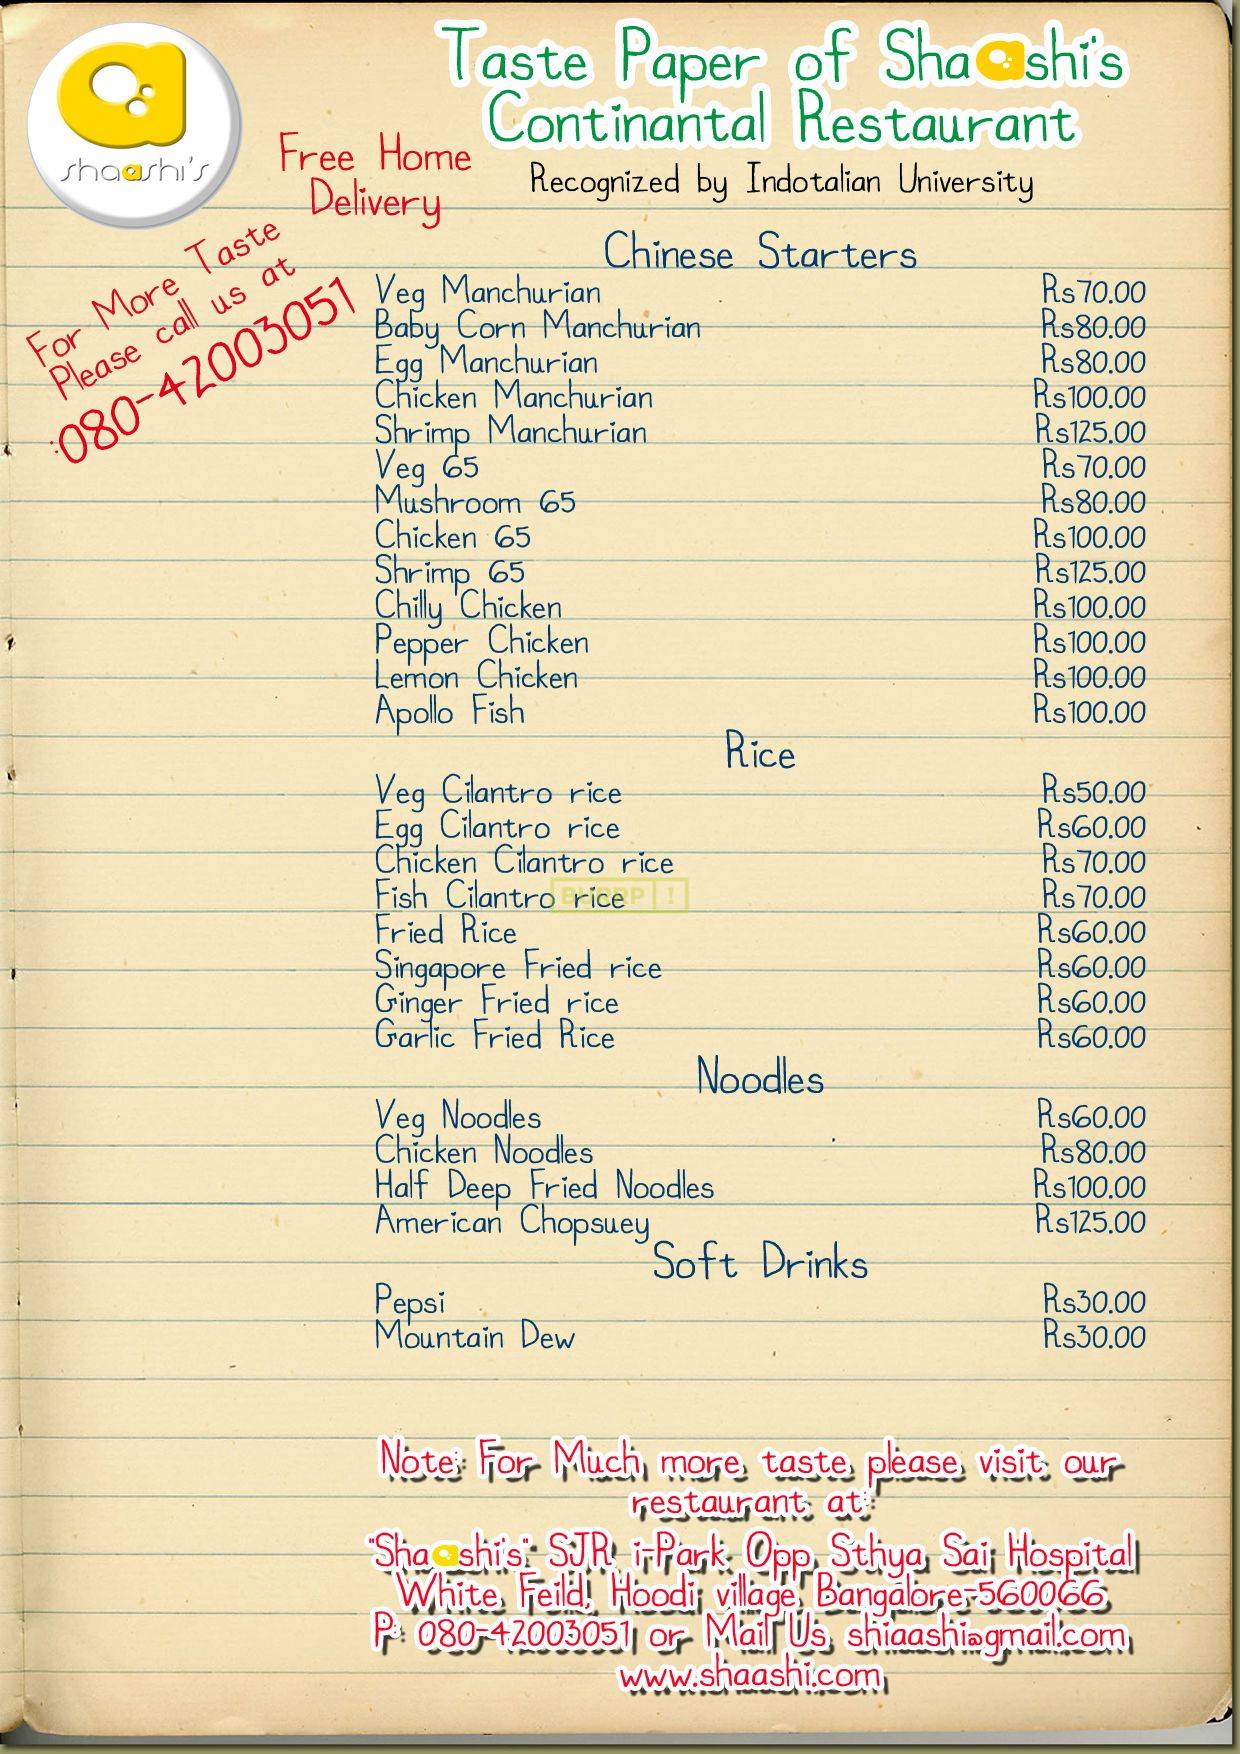 shaashi's
Taste Paper of Shaashi's
Continantal Restaurant
Recognized by Indotalian University
Free Home
Delivery
For More Taste
Please call us at
:080-42003051
Chinese Starters
Veg Manchurian Rs70.00
Baby Corn Manchurian Rs80.00
Egg Manchurian Rs80.00
Chicken Manchurian Rs100.00
Shrimp Manchurian Rs125.00
Veg 65 Rs70.00
Mushroom 65 Rs80.00
Chicken 65 Rs100.00
Shrimp 65 Rs125.00
Chilly Chicken Rs100.00
Pepper Chicken Rs100.00
Lemon Chicken Rs100.00
Apollo Fish Rs100.00
Rice
Veg Cilantro rice Rs50.00
Egg Cilantro rice Rs60.00
Chicken Cilantro rice Rs70.00
Fish Cilantro rice Rs70.00
BURRP!
Fried Rice Rs60.00
Singapore Fried rice Rs60.00
Ginger Fried rice Rs60.00
Garlic Fried Rice Rs60.00
Noodles
Veg Noodles Rs60.00
Chicken Noodles Rs80.00
Half Deep Fried Noodles Rs100.00
American Chopsuey Rs125.00
Soft Drinks
Pepsi Rs30.00
Mountain Dew Rs30.00
Note: For Much more taste please visit our
restaurant at:
"Shaashi's" SJR i-Park Opp Sthya Sai Hospital
White Feild, Hoodi village Bangalore-560066
P: 080-42003051 or Mail Us shiaashi@gmail.com
www.shaashi.com